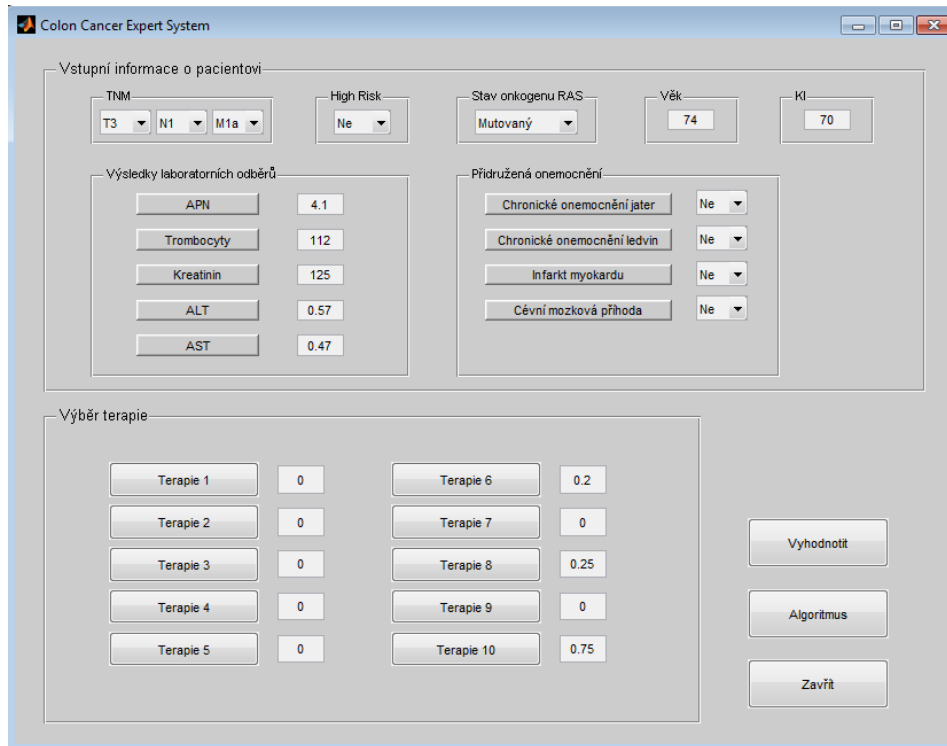 Colon Cancer Expert System
Vstupní informace o pacientovi
TNM High Risk Stav onkogenu RAS Věk KI
T3 N1 M1a Ne Mutovaný 74 70
Výsledky laboratorních odběrů Přidružená onemocnění
APN 4.1 Chronické onemocnění jater Ne
Trombocyty 112 Chronické onemocnění ledvin Ne
Kreatinin 125 Infarkt myokardu Ne
ALT 0.57 Cévní mozková příhoda Ne
AST 0.47
Výběr terapie
Terapie 1 0 Terapie 6 0.2
Terapie 2 0 Terapie 7 0
Terapie 3 0 Terapie 8 0.25
Terapie 4 0 Terapie 9 0
Terapie 5 0 Terapie 10 0.75
Vyhodnotit
Algoritmus
Zavřít